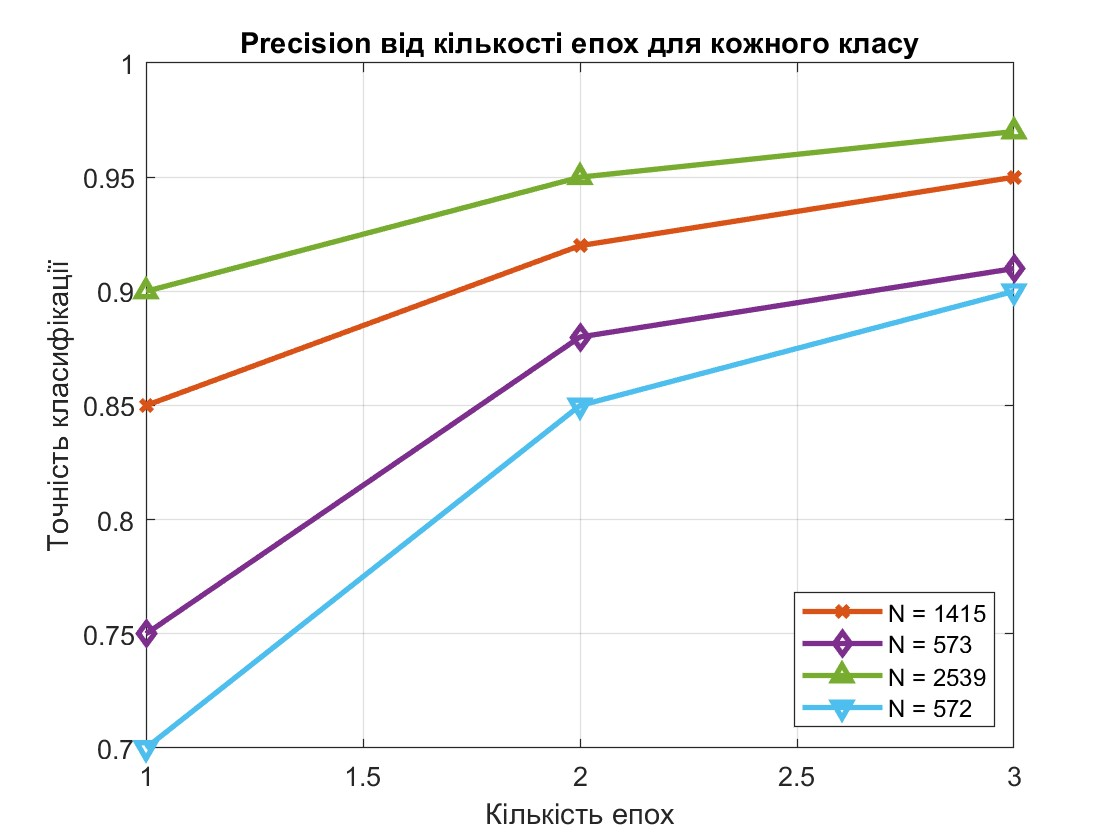 Precision від кількості епох для кожного класу
1
0.95
0.9
0.85
0.8
0.75
0.7
Точність класифікації
1
1.5
2
2.5
3
Кількість епох
N = 1415
N = 573
N = 2539
N = 572